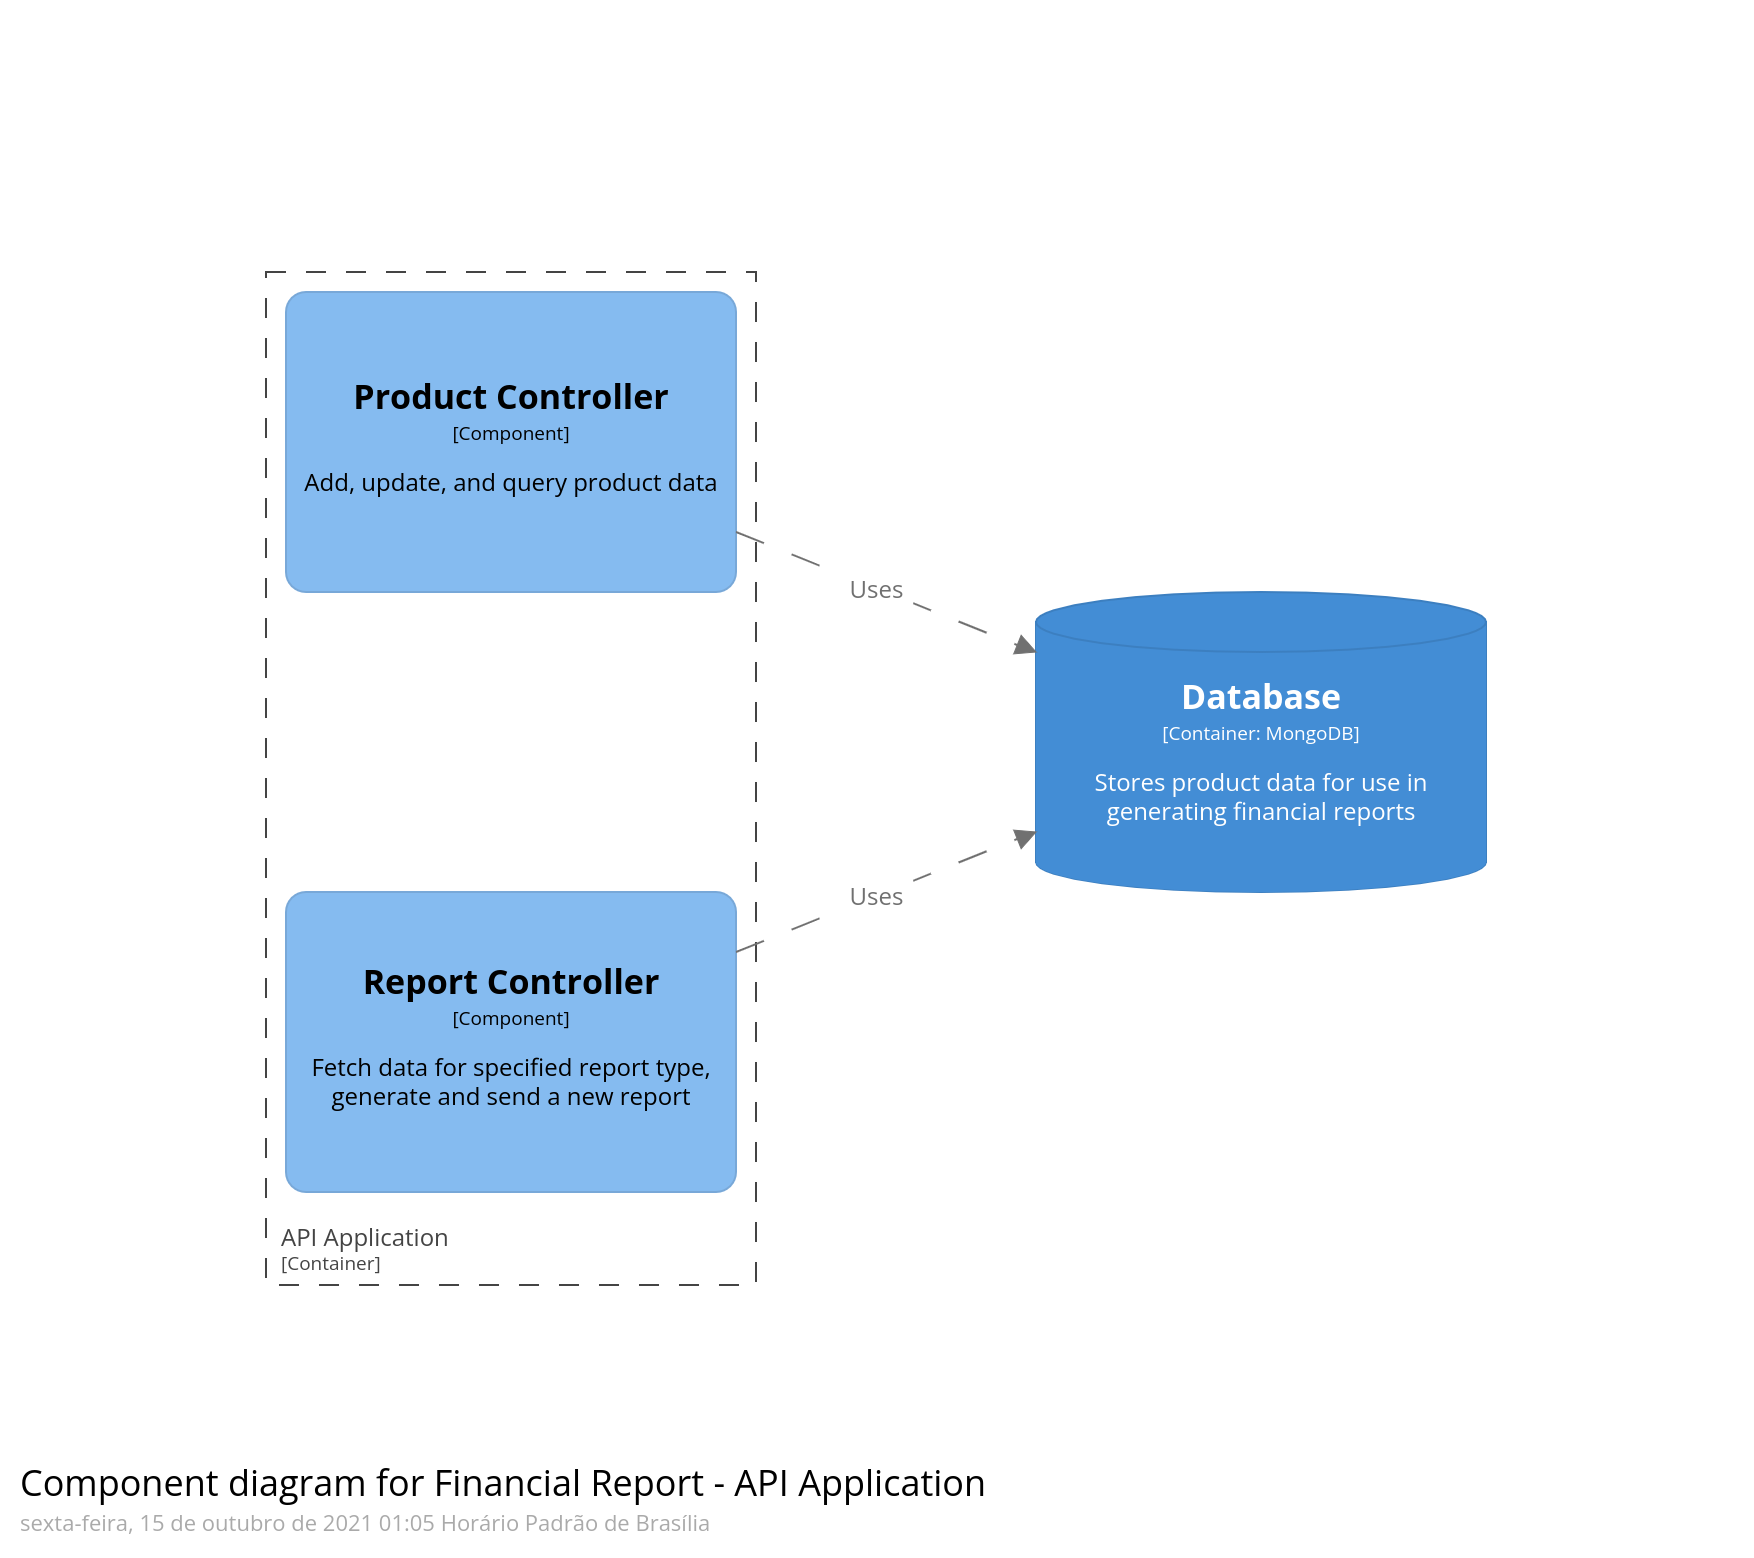 Product Controller
[Component]
Add, update, and query product data
Uses
Database
[Container: MongoDB]
Stores product data for use in
generating financial reports
Uses
Report Controller
[Component]
Fetch data for specified report type,
generate and send a new report
API Application
[Container]
Component diagram for Financial Report - API Application
sexta-feira, 15 de outubro de 2021 01:05 Horário Padrão de Brasília